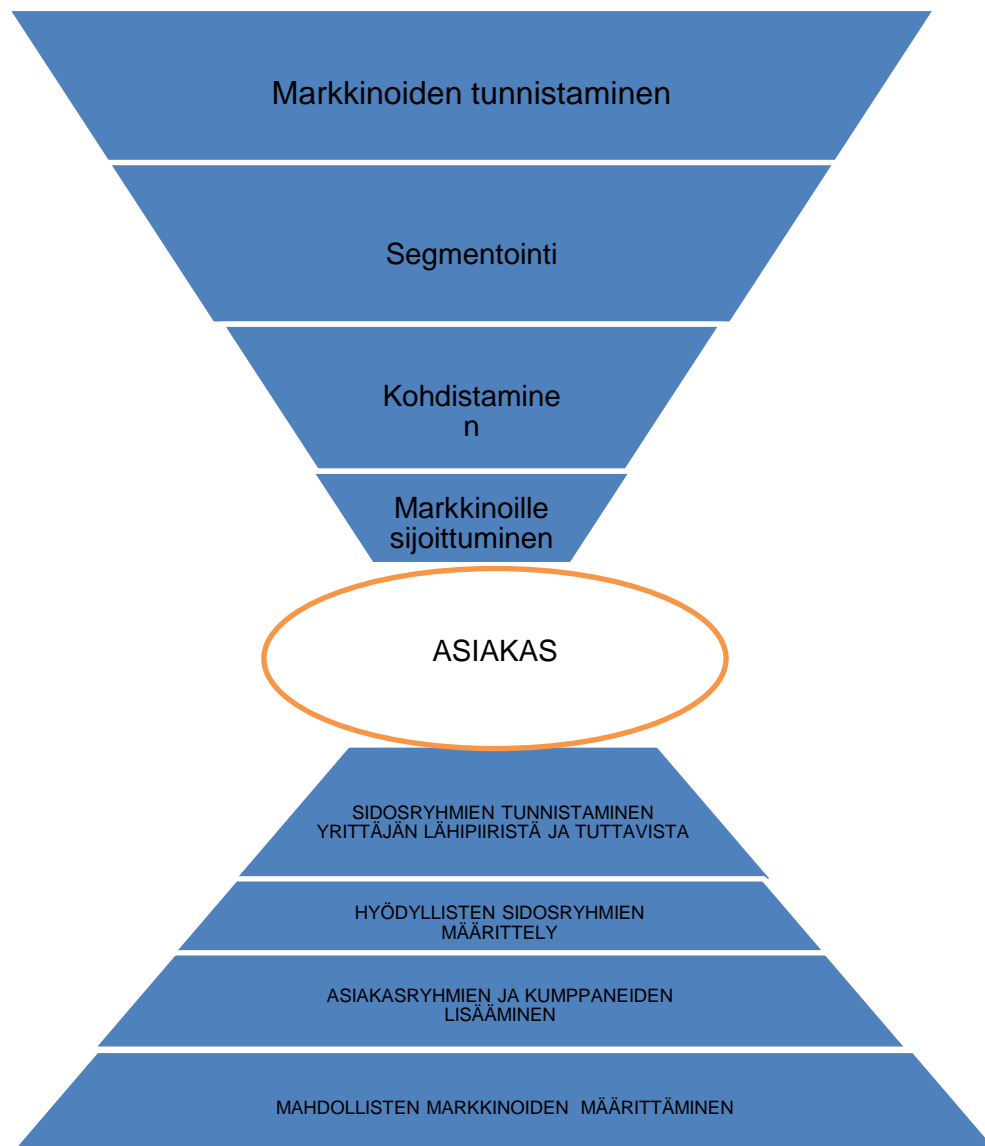 Markkinoiden tunnistaminen
Segmentointi
Kohdistamine
n
Markkinoille
sijoittuminen
ASIAKAS
SIDOSRYHMIEN TUNNISTAMINEN
YRITTÄJÄN LÄHIPIIRISTÄ JA TUTTAVISTA
HYÖDYLLISTEN SIDOSRYHMIEN
MÄÄRITTELY
ASIAKASRYHMIEN JA KUMPPANEIDEN
LISÄÄMINEN
MAHDOLLISTEN MARKKINOIDEN MÄÄRITTÄMINEN